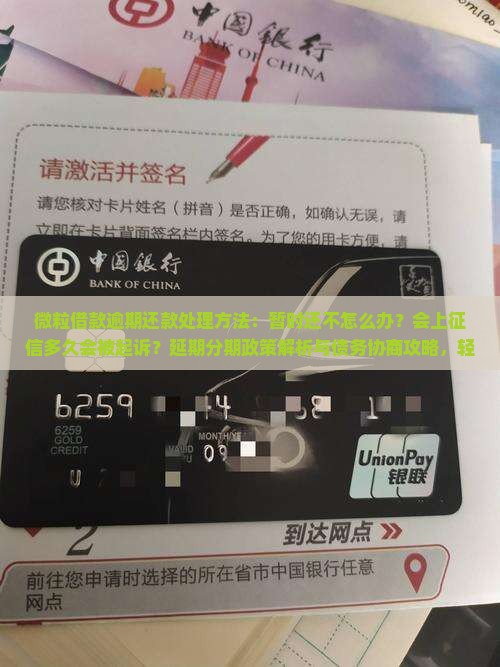 omiao_
中国銀行
BANK OF CHINA
请激活并签名
请您核对卡片姓名（拼音）是否正确，如确认无误，请
立即在卡片背面签名栏内签名。为了您的用卡方便，请
中国銀行
BANK OF CHINA
微粒借款逾期还款处理方法：暂时还不怎么办？会上征
信多久会被起诉？延期分期政策解析与债务协商攻略，轻
6259 44 68 1
6259
GOLD
CREDIT
MONTH/YE
VALID
09
U
UnionPay
银联
2
到达网点
前往您申请时选择的所在省市中国银行任意
网点